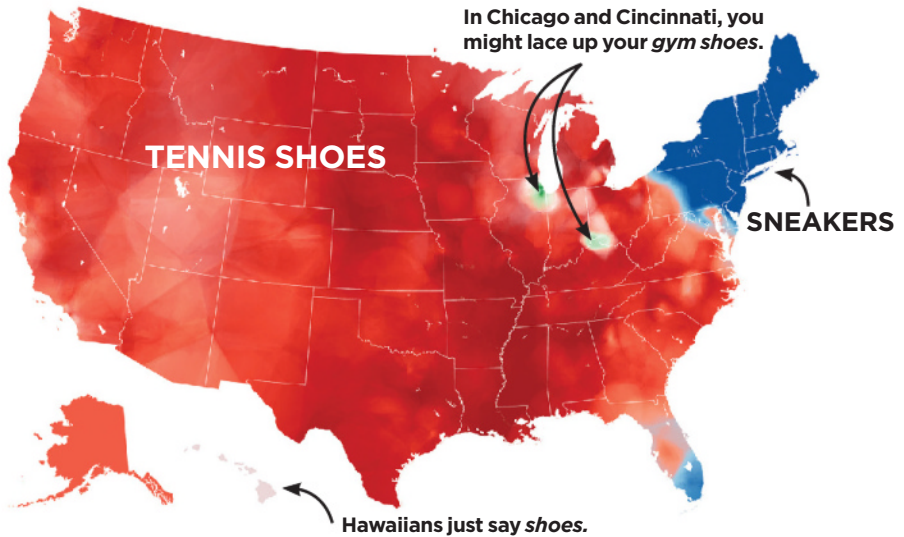 In Chicago and Cincinnati, you
might lace up your gym shoes.
TENNIS SHOES
SNEAKERS
Hawaiians just say shoes.